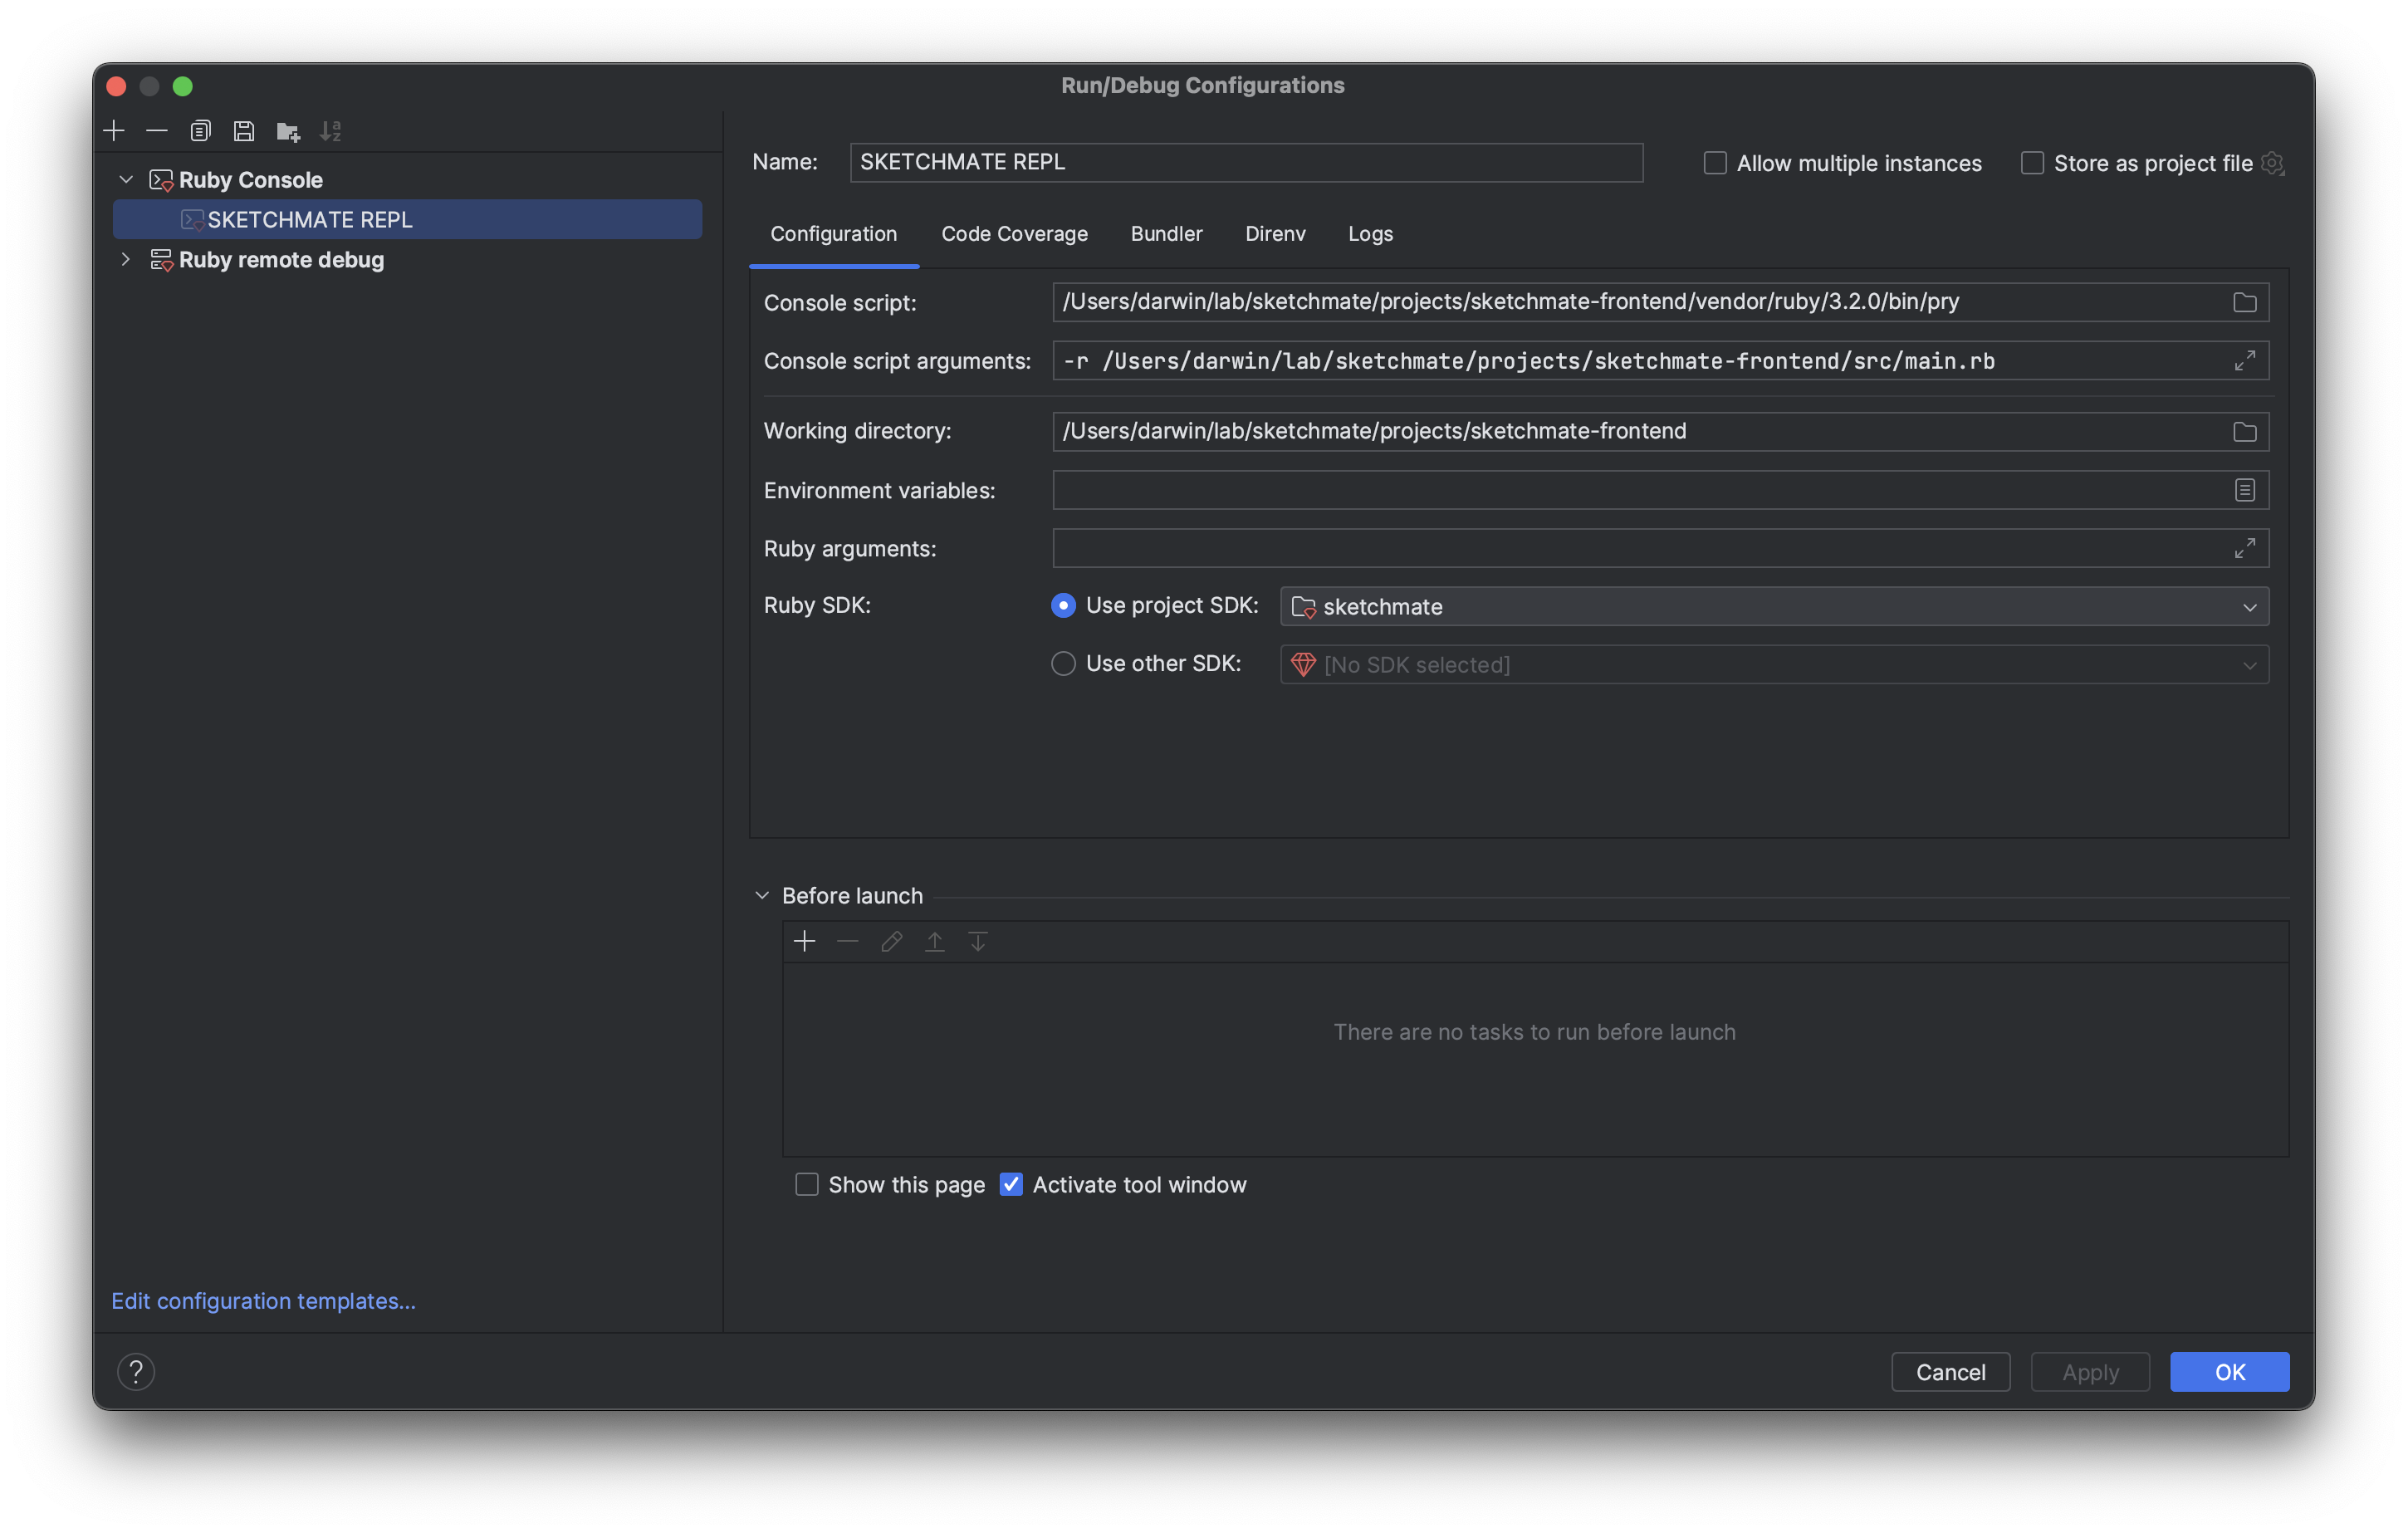 Run/Debug Configurations
Ruby Console
SKETCHMATE REPL
Ruby remote debug
Edit configuration templates...
Name: SKETCHMATE REPL Allow multiple instances Store as project file
Configuration Code Coverage Bundler Direnv Logs
Console script: /Users/darwin/lab/sketchmate/projects/sketchmate-frontend/vendor/ruby/3.2.0/bin/pry
Console script arguments: -r /Users/darwin/lab/sketchmate/projects/sketchmate-frontend/src/main.rb
Working directory: /Users/darwin/lab/sketchmate/projects/sketchmate-frontend
Environment variables:
Ruby arguments:
Ruby SDK: Use project SDK: sketchmate
Use other SDK: [No SDK selected]
Before launch
There are no tasks to run before launch
Show this page Activate tool window
? Cancel Apply OK